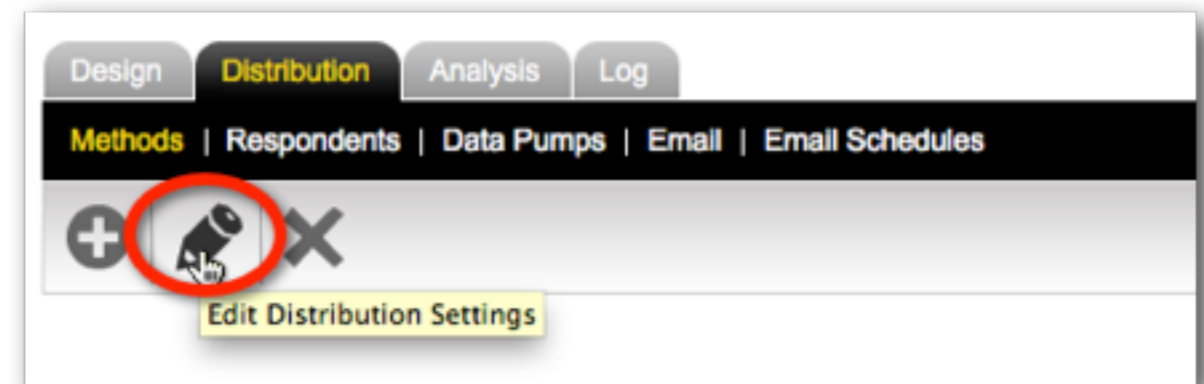 Design Distribution Analysis Log
Methods | Respondents | Data Pumps | Email | Email Schedules
Edit Distribution Settings